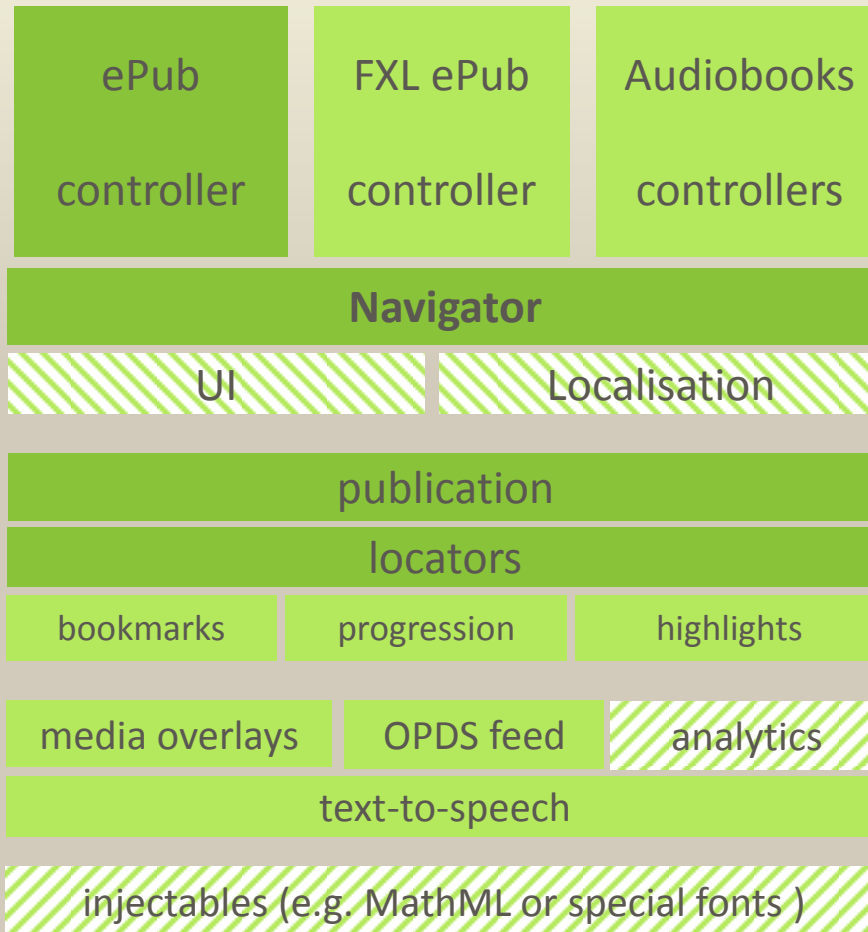 ePub
controller
FXL ePub
controller
Audiobooks
controllers
Navigator
UI
Localisation
publication
locators
bookmarks
progression
highlights
media overlays
OPDS feed
analytics
text-to-speech
injectables (e.g. MathML or special fonts )